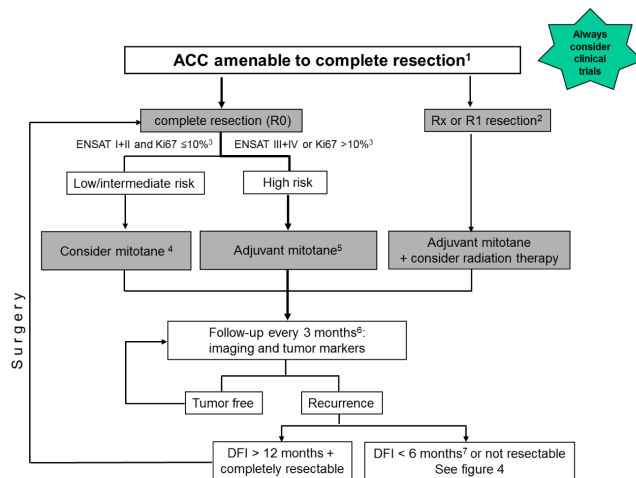 Always
consider
clinical
trials
ACC amenable to complete resection¹
complete resection (R0)
Rx or R1 resection²
ENSAT I+II and Ki67 ≤10%³
ENSAT III+IV or Ki67 >10%³
Low/intermediate risk
High risk
Consider mitotane ⁴
Adjuvant mitotane⁵
Adjuvant mitotane
+ consider radiation therapy
Surgery
Follow-up every 3 months⁶:
imaging and tumor markers
Tumor free
Recurrence
DFI > 12 months +
completely resectable
DFI < 6 months⁷ or not resectable
See figure 4